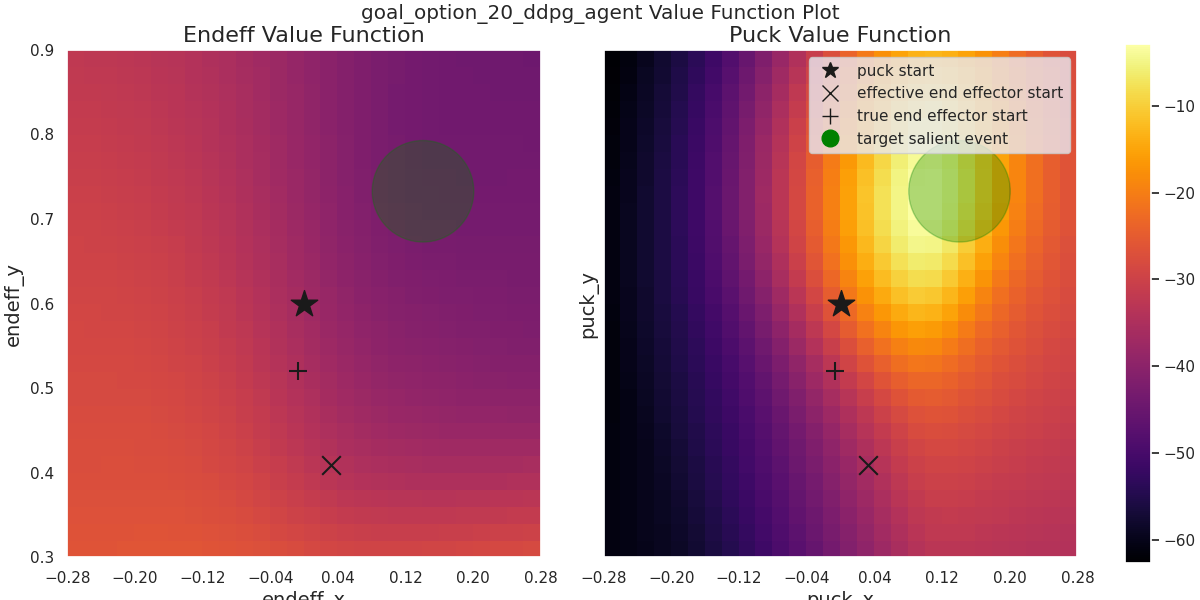 goal_option_20_ddpg_agent Value Function Plot
Endeff Value Function
Puck Value Function
endeff_y
0.9
0.8
0.7
0.6
0.5
0.4
0.3
−0.28 −0.20 −0.12 −0.04 0.04 0.12 0.20 0.28
endeff_x
puck_y
puck start
effective end effector start
true end effector start
target salient event
−0.28 −0.20 −0.12 −0.04 0.04 0.12 0.20 0.28
puck_x
−10
−20
−30
−40
−50
−60